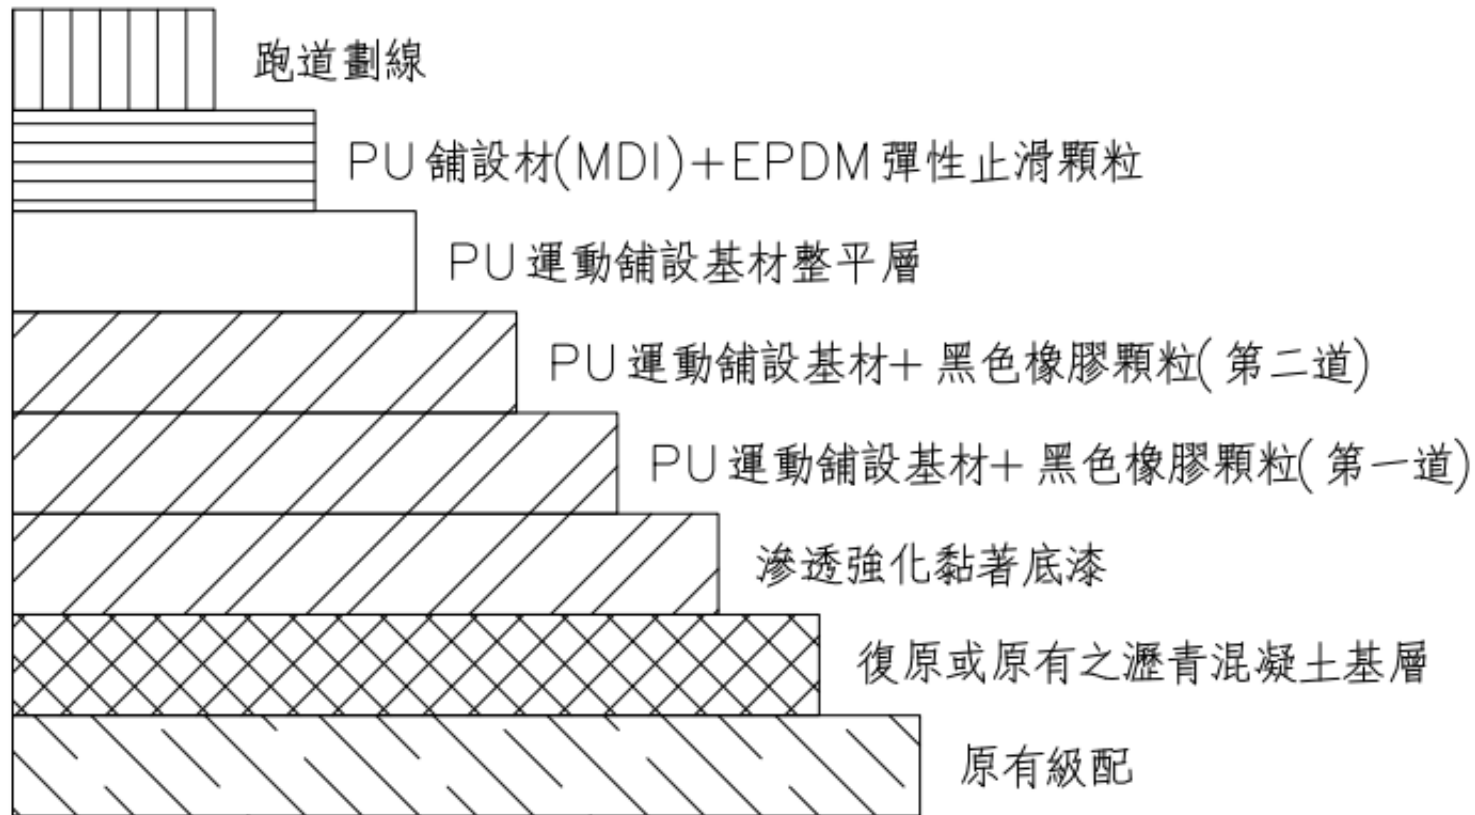 跑道劃線
PU舖設材(MDI)+EPDM彈性止滑顆粒
PU運動舖設基材整平層
PU運動舖設基材+黑色橡膠顆粒(第二道)
PU運動舖設基材+黑色橡膠顆粒(第一道)
滲透強化黏著底漆
復原或原有之瀝青混凝土基層
原有級配